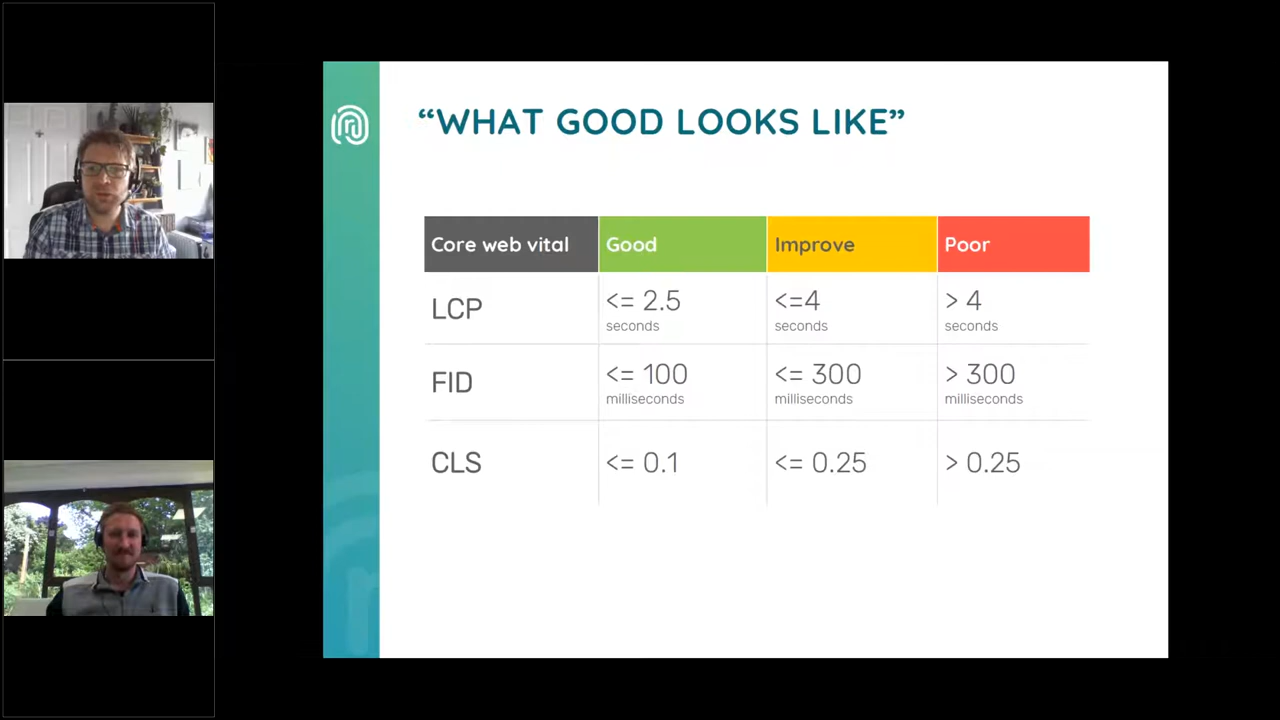 “WHAT GOOD LOOKS LIKE”
Core web vital Good Improve Poor
LCP <= 2.5 <=4 > 4
seconds seconds seconds
FID <= 100 <= 300 > 300
milliseconds milliseconds milliseconds
CLS <= 0.1 <= 0.25 > 0.25